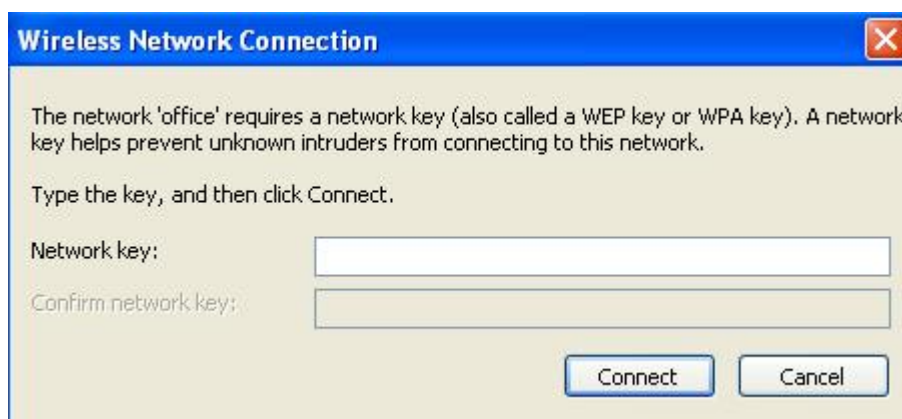 Wireless Network Connection
The network 'office' requires a network key (also called a WEP key or WPA key). A network
key helps prevent unknown intruders from connecting to this network.
Type the key, and then click Connect.
Network key:
Confirm network key:
Connect Cancel